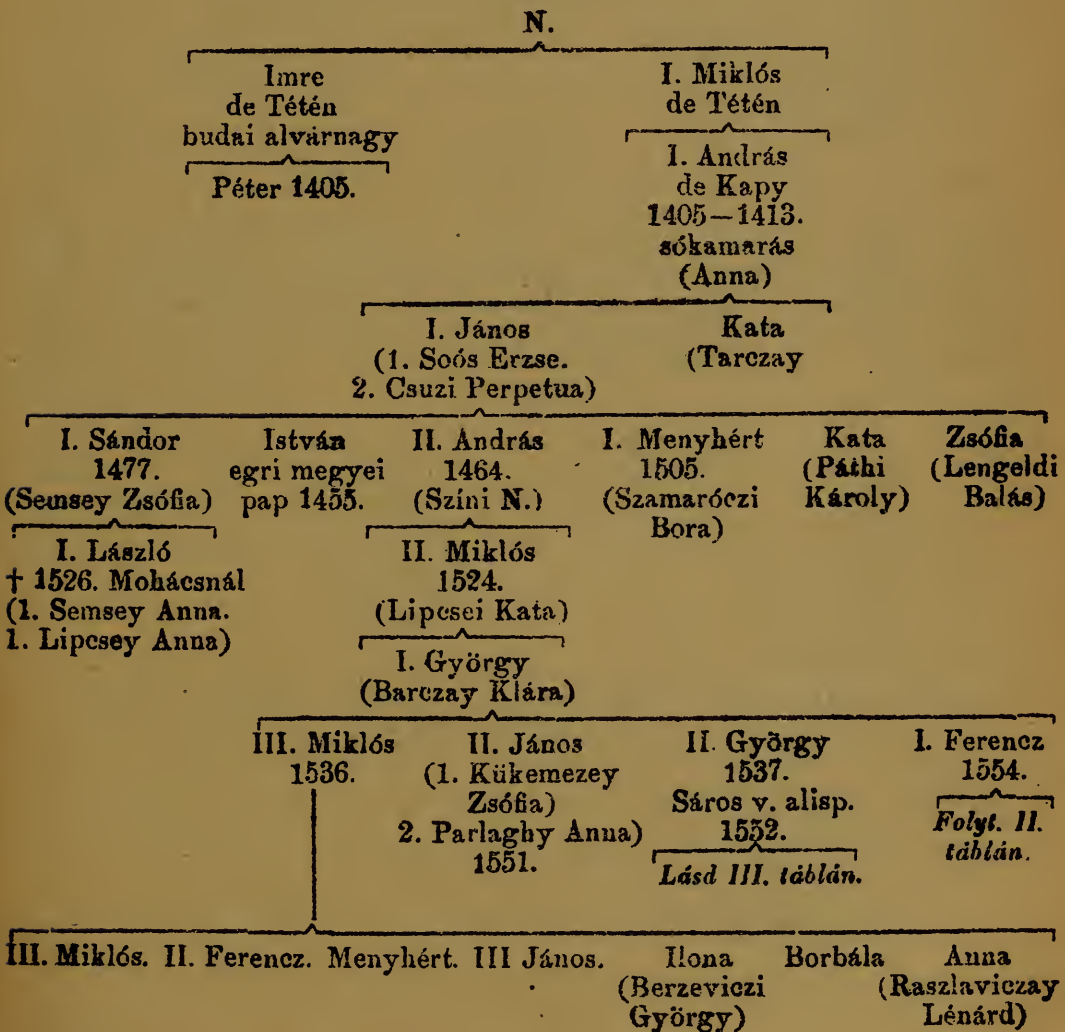 N.
Imre
de Tétén
budai alvárnagy
Péter 1405.
I. Miklós
de Tétén
I. András
de Kapy
1405—1413.
sókamarás
(Anna)
I. János
(1. Soós Erzse.
2. Csuzi Perpetua)
Kata
(Tarczay
I. Sándor
1477.
(Semsey Zsófia)
István
egri megyei
pap 1455.
II. András
1464.
(Színi N.)
I. Menyhért
1505.
(Szamaróczi
Bora)
Kata
(Páthi
Károly)
Zsófia
(Lengeldi
Balás)
I. László
† 1526. Mohácsnál
(1. Semsey Anna.
1. Lipcsey Anna)
II. Miklós
1524.
(Lipcsei Kata)
I. György
(Barczay Klára)
III. Miklós
1536.
II. János
(1. Kükemezey
Zsófia)
2. Parlaghy Anna)
1551.
II. György
1537.
Sáros v. alisp.
1552.
Lásd III. táblán.
I. Ferencz
1554.
Folyt. II.
táblán.
III. Miklós. II. Ferencz. Menyhért. III János.
Ilona
(Berzeviczi
György)
Borbála
Anna
(Raszlaviczay
Lénárd)